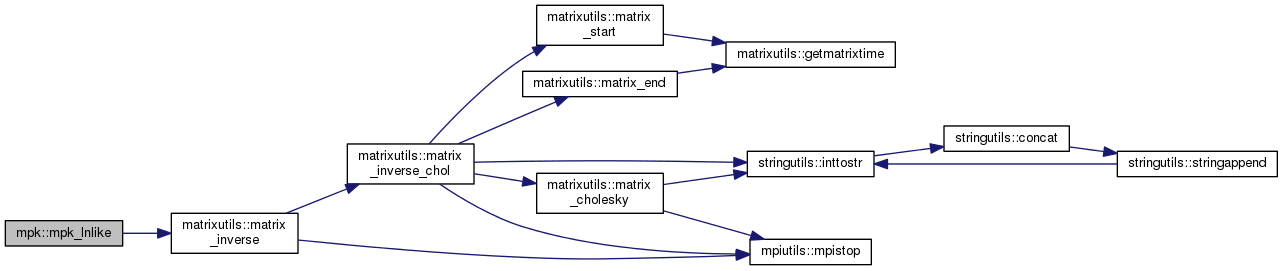 mpk::mpk_lnlike
matrixutils::matrix
_inverse
matrixutils::matrix
_inverse_chol
matrixutils::matrix
_start
matrixutils::matrix_end
matrixutils::getmatrixtime
matrixutils::matrix
_cholesky
stringutils::inttostr
stringutils::concat
stringutils::stringappend
mpiutils::mpistop